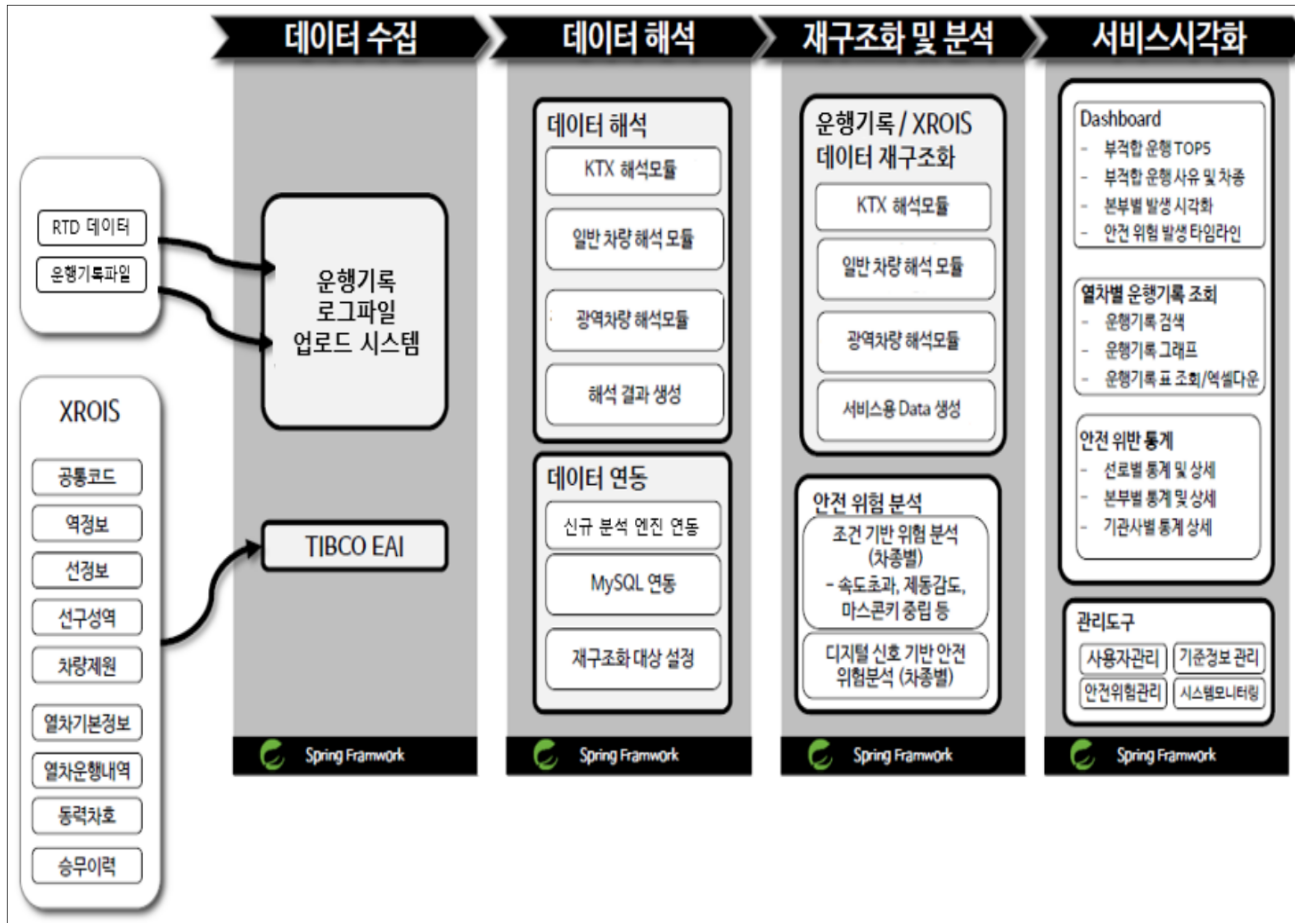 데이터 수집
데이터 해석
재구조화 및 분석
서비스시각화
RTD 데이터
운행기록파일
XROIS
공통코드
역정보
선정보
선구성역
차량제원
열차기본정보
열차운행내역
동력차호
승무이력
운행기록
로그파일
업로드 시스템
TIBCO EAI
Spring Framwork
데이터 해석
KTX 해석모듈
일반 차량 해석 모듈
광역차량 해석모듈
해석 결과 생성
데이터 연동
신규 분석 엔진 연동
MySQL 연동
재구조화 대상 설정
Spring Framwork
운행기록 / XROIS
데이터 재구조화
KTX 해석모듈
일반 차량 해석 모듈
광역차량 해석모듈
서비스용 Data 생성
안전 위험 분석
조건 기반 위험 분석
(차종별)
- 속도초과, 제동감도,
마스콘키 중립 등
디지털 신호 기반 안전
위험분석 (차종별)
Spring Framwork
Dashboard
- 부적합 운행 TOP5
- 부적합 운행 사유 및 차종
- 본부별 발생 시각화
- 안전 위험 발생 타임라인
열차별 운행기록 조회
- 운행기록 검색
- 운행기록 그래프
- 운행기록 표 조회/엑셀다운
안전 위반 통계
- 선로별 통계 및 상세
- 본부별 통계 및 상세
- 기관사별 통계 상세
관리도구
사용자관리
기준정보 관리
안전위험관리
시스템모니터링
Spring Framwork